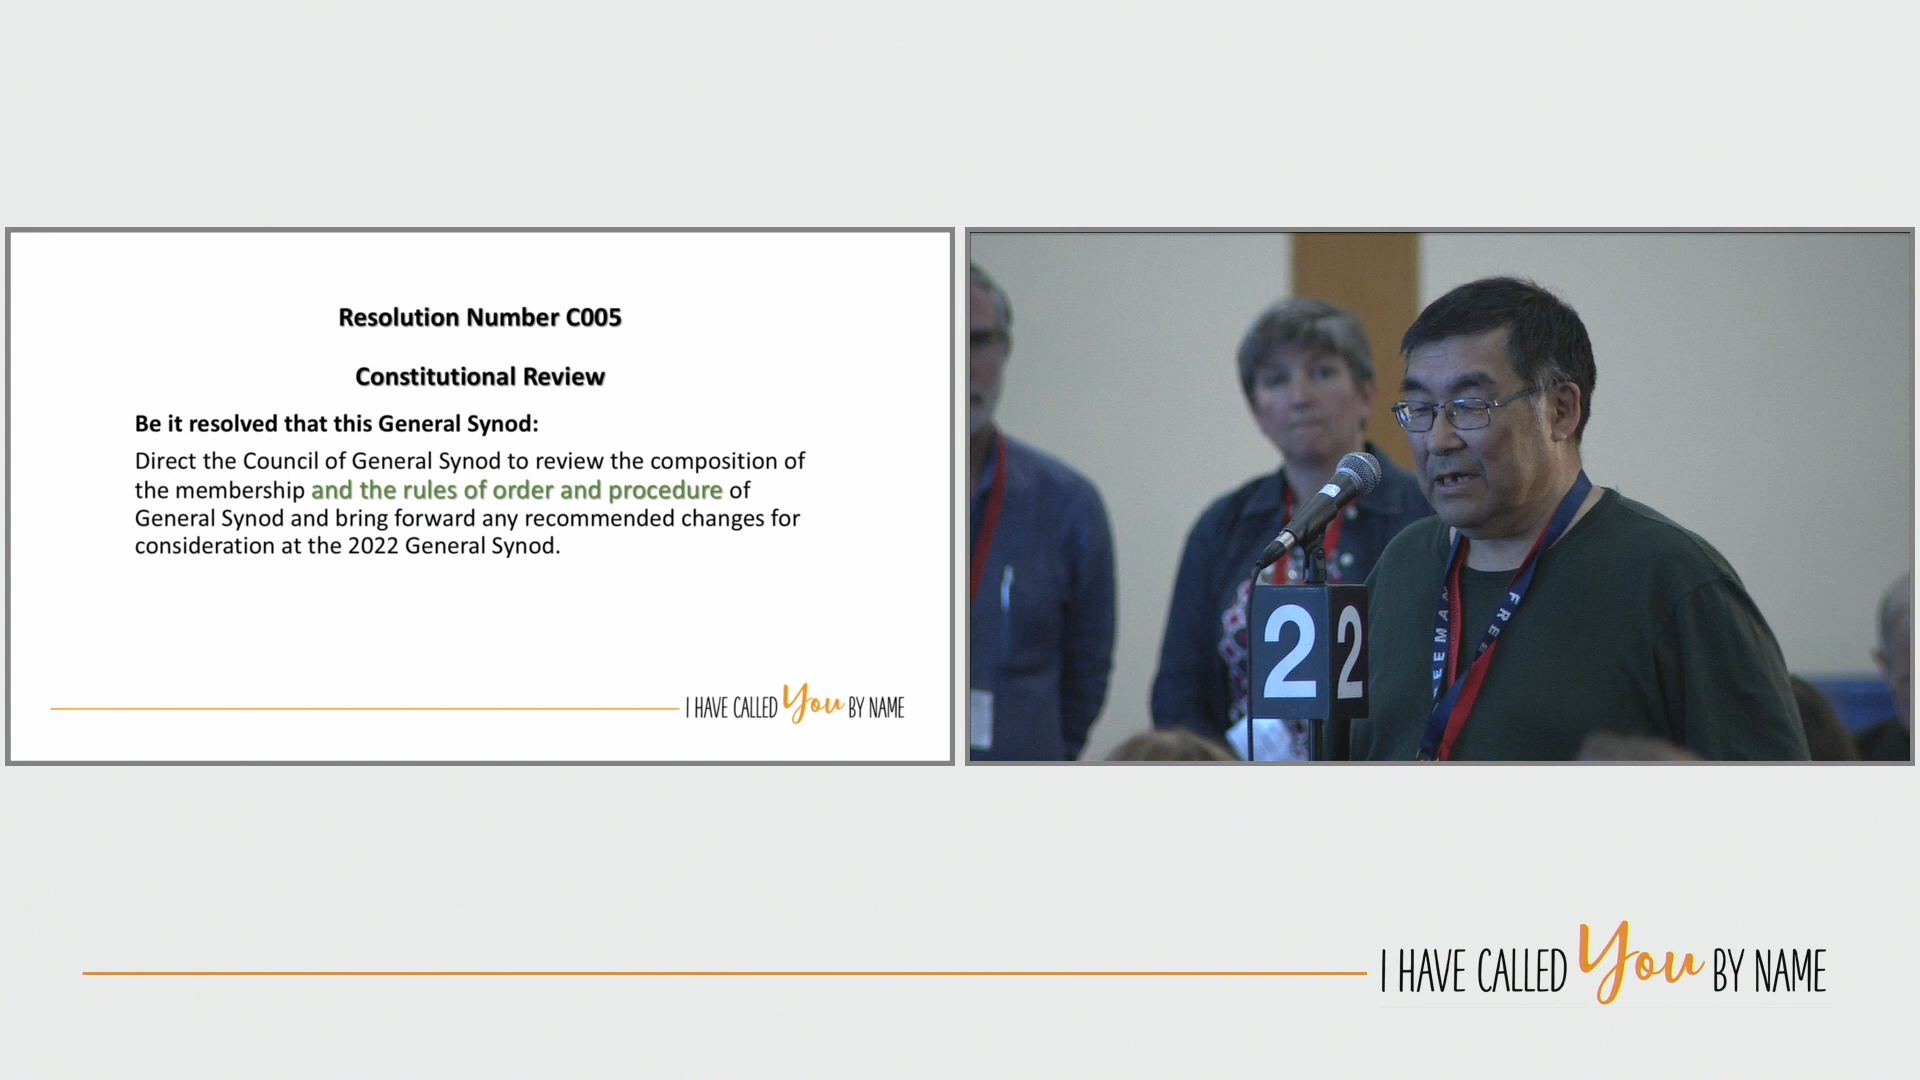 Resolution Number C005
Constitutional Review
Be it resolved that this General Synod:
Direct the Council of General Synod to review the composition of
the membership and the rules of order and procedure of
General Synod and bring forward any recommended changes for
consideration at the 2022 General Synod.
I HAVE CALLED You BY NAME
2 2
FREE
I HAVE CALLED You BY NAME